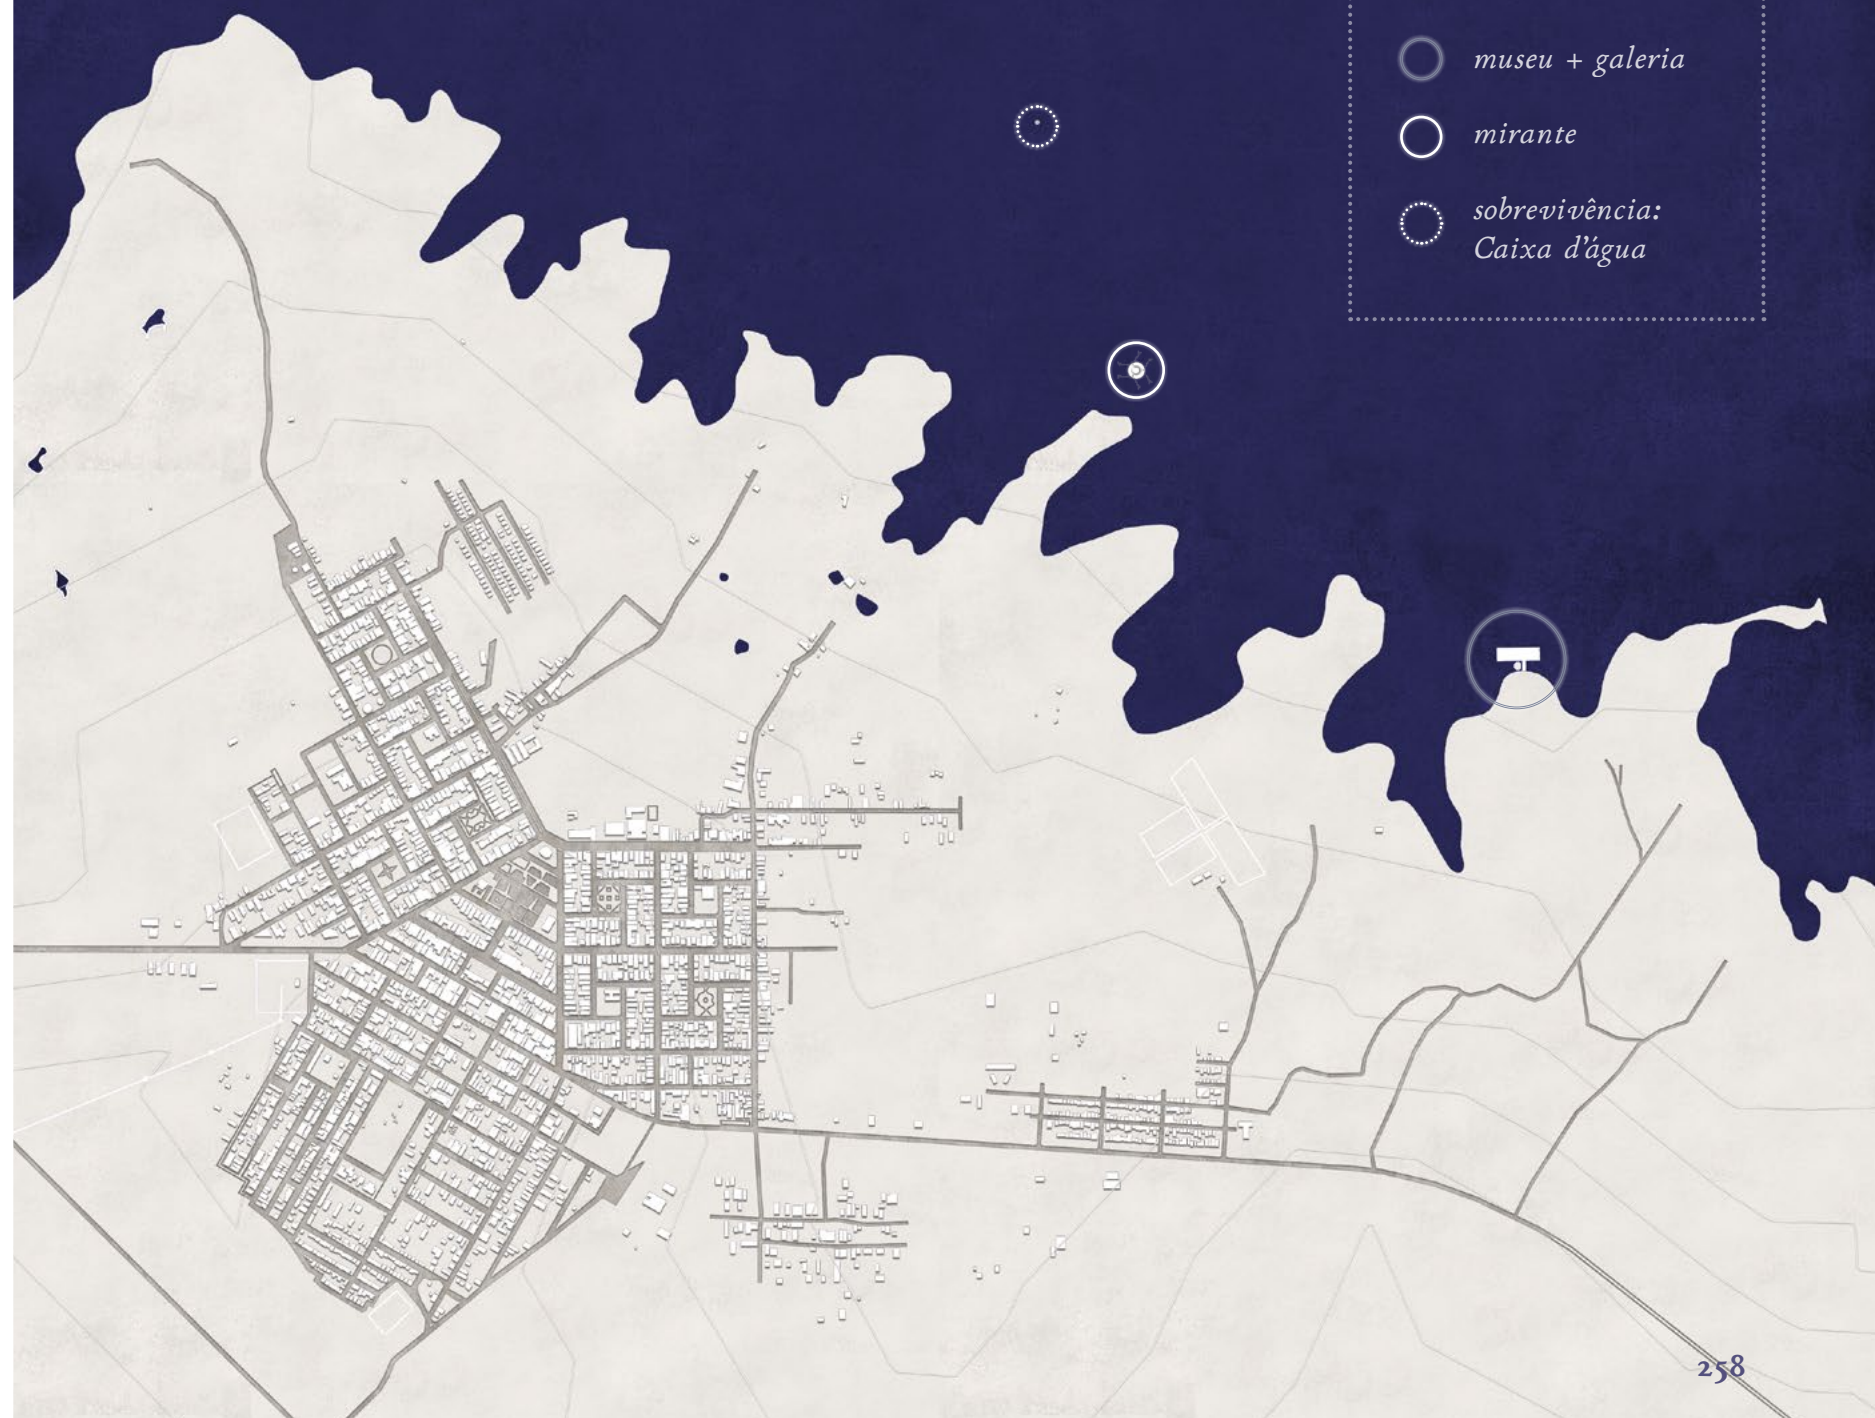 museu + galeria
mirante
sobrevivência:
Caixa d'água
258